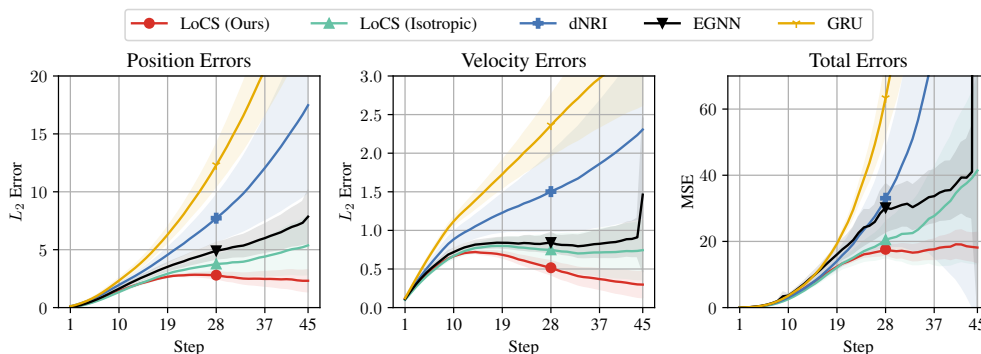 LoCS (Ours) LoCS (Isotropic) dNRI EGNN GRU
Position Errors
L₂ Error
20
15
10
5
0
1 10 19 28 37 45
Step
Velocity Errors
L₂ Error
3.0
2.5
2.0
1.5
1.0
0.5
0.0
1 10 19 28 37 45
Step
Total Errors
MSE
60
40
20
0
1 10 19 28 37 45
Step